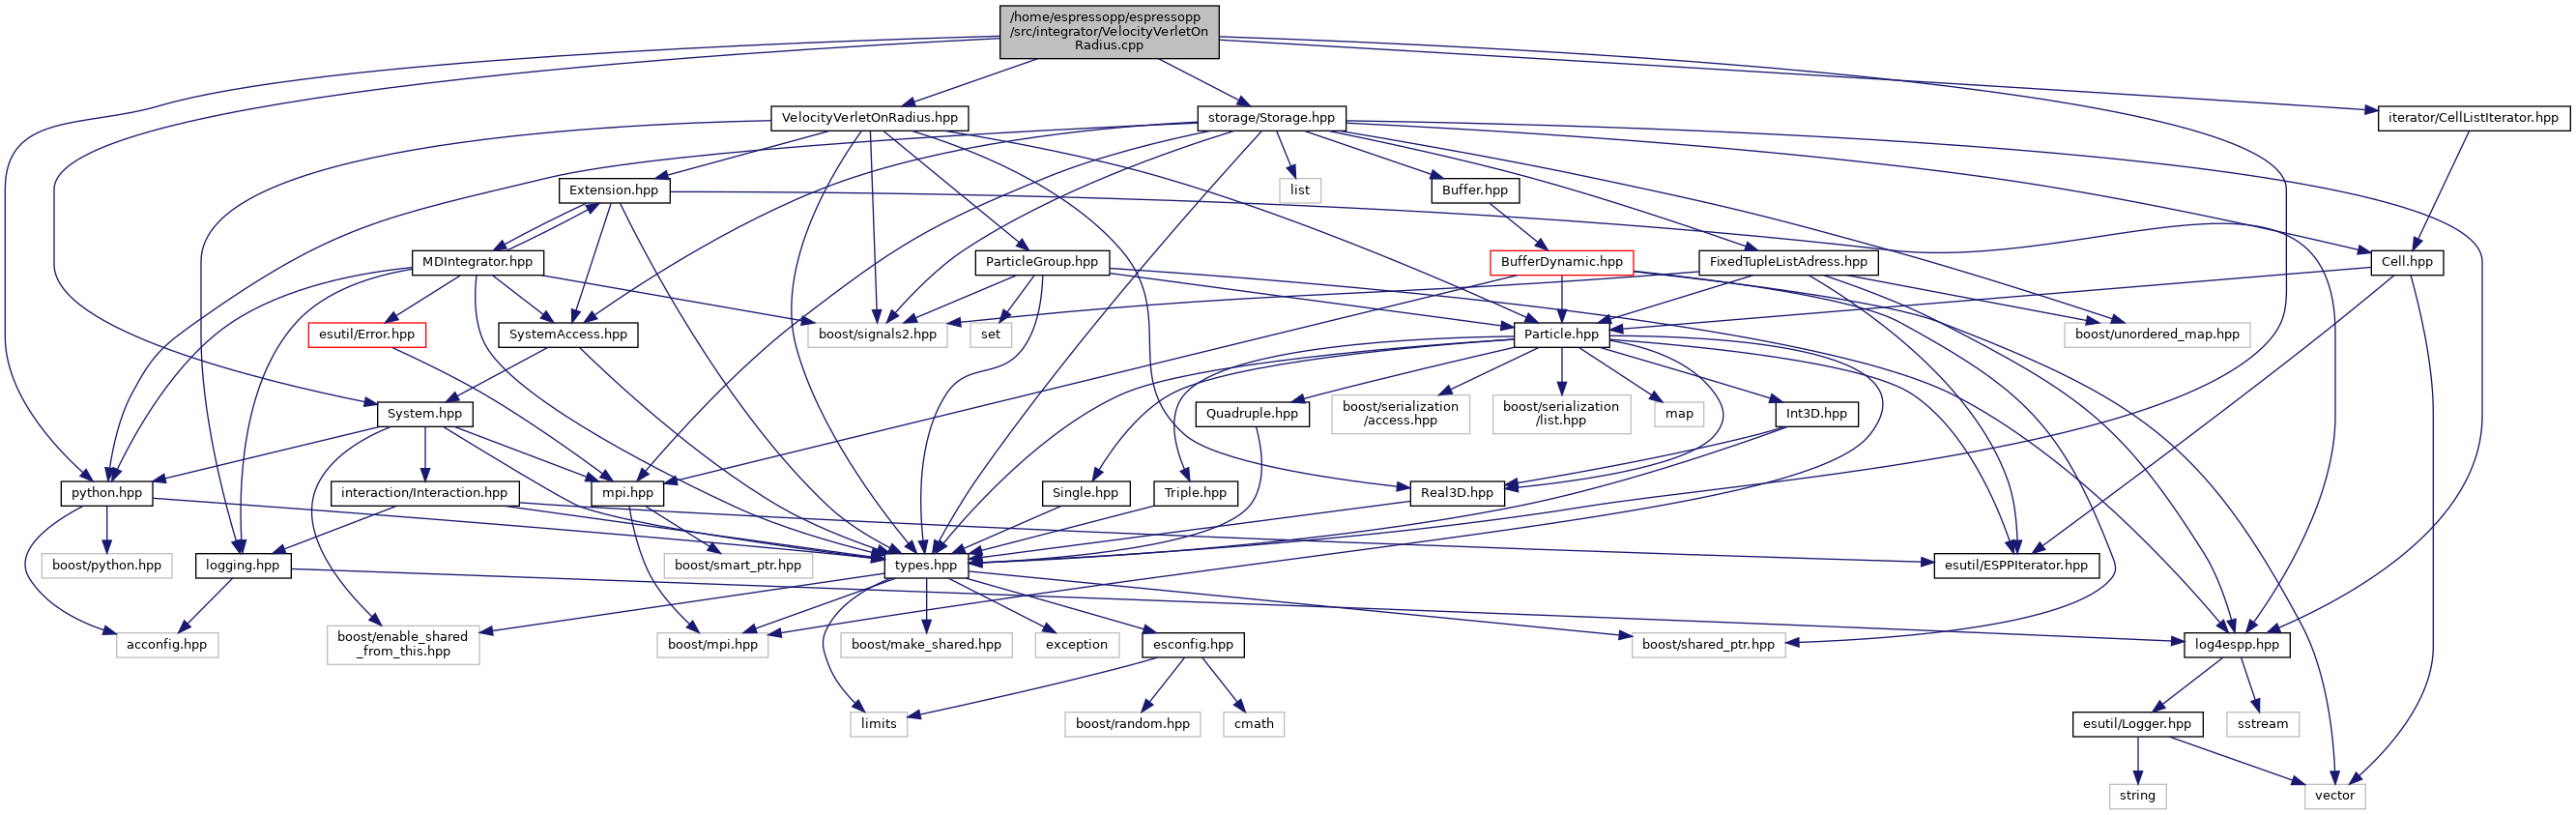 /home/espressopp/espressopp
/src/integrator/VelocityVerletOn
Radius.cpp
VelocityVerletOnRadius.hpp
storage/Storage.hpp
iterator/CellListIterator.hpp
Extension.hpp
list
Buffer.hpp
MDIntegrator.hpp
ParticleGroup.hpp
BufferDynamic.hpp
FixedTupleListAdress.hpp
Cell.hpp
esutil/Error.hpp
SystemAccess.hpp
boost/signals2.hpp
set
Particle.hpp
boost/unordered_map.hpp
System.hpp
Quadruple.hpp
boost/serialization
/access.hpp
boost/serialization
/list.hpp
map
Int3D.hpp
python.hpp
interaction/Interaction.hpp
mpi.hpp
Single.hpp
Triple.hpp
Real3D.hpp
boost/python.hpp
logging.hpp
boost/smart_ptr.hpp
types.hpp
esutil/ESPPIterator.hpp
acconfig.hpp
boost/enable_shared
_from_this.hpp
boost/mpi.hpp
boost/make_shared.hpp
exception
esconfig.hpp
boost/shared_ptr.hpp
log4espp.hpp
limits
boost/random.hpp
cmath
esutil/Logger.hpp
sstream
string
vector